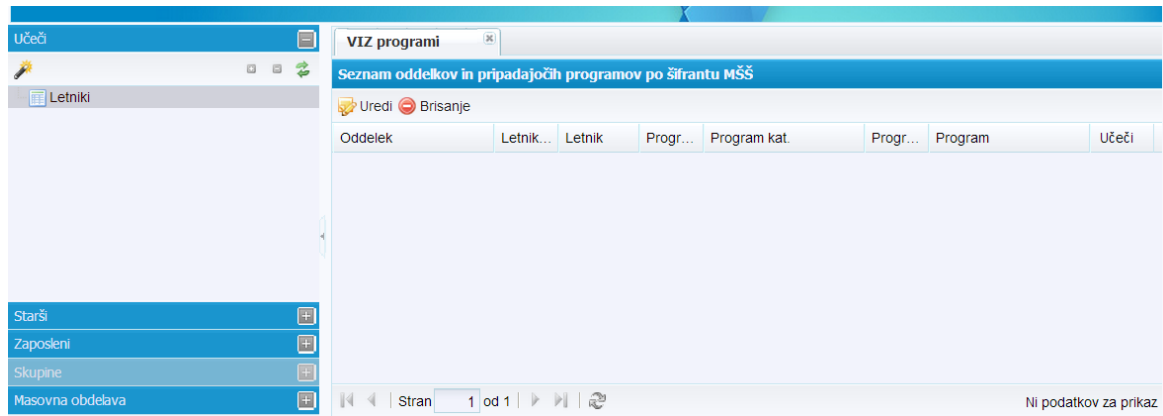 Učeči
Letniki
Starši
Zaposleni
Skupine
Masovna obdelava
VIZ programi
Seznam oddelkov in pripadajočih programov po šifrantu MŠŠ
Uredi Brisanje
Oddelek Letnik... Letnik Progr... Program kat. Progr... Program Učeči
Stran 1 od 1 Ni podatkov za prikaz